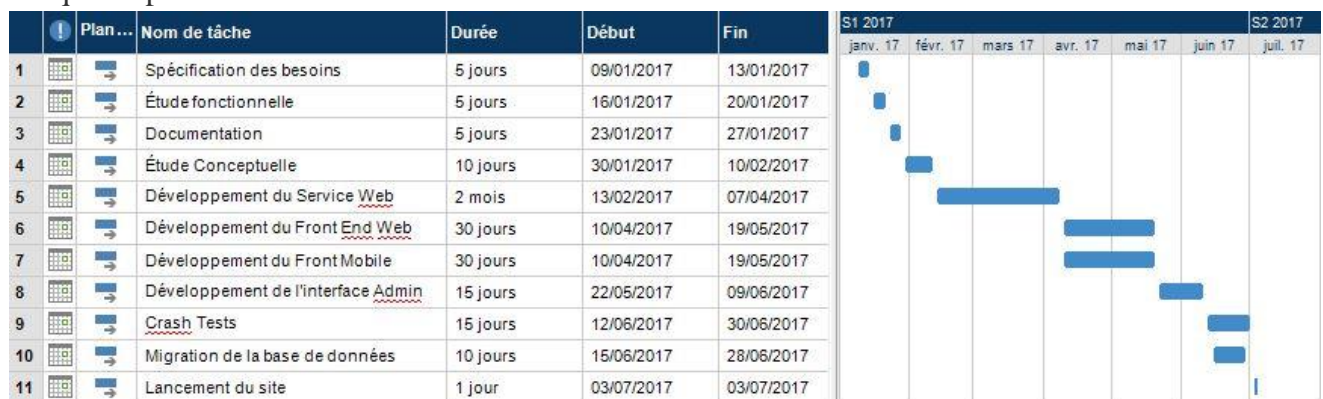 Plan... Nom de tâche Durée Début Fin S1 2017 S2 2017
janv. 17 févr. 17 mars 17 avr. 17 mai 17 juin 17 juil. 17
1 Spécification des besoins 5 jours 09/01/2017 13/01/2017
2 Étude fonctionnelle 5 jours 16/01/2017 20/01/2017
3 Documentation 5 jours 23/01/2017 27/01/2017
4 Étude Conceptuelle 10 jours 30/01/2017 10/02/2017
5 Développement du Service Web 2 mois 13/02/2017 07/04/2017
6 Développement du Front End Web 30 jours 10/04/2017 19/05/2017
7 Développement du Front Mobile 30 jours 10/04/2017 19/05/2017
8 Développement de l'interface Admin 15 jours 22/05/2017 09/06/2017
9 Crash Tests 15 jours 12/06/2017 30/06/2017
10 Migration de la base de données 10 jours 15/06/2017 28/06/2017
11 Lancement du site 1 jour 03/07/2017 03/07/2017